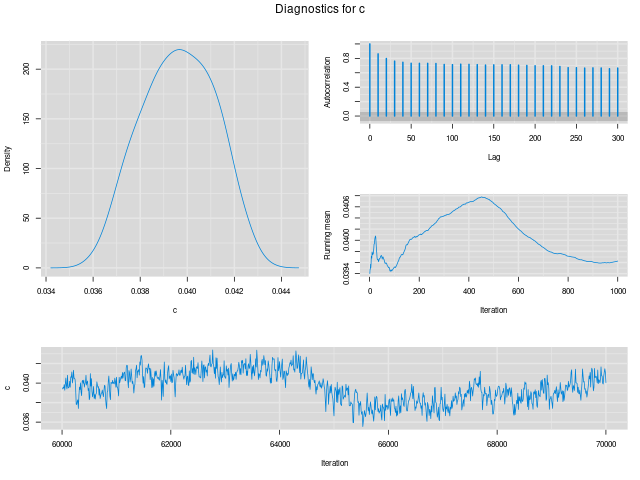 Diagnostics for c
Density
0 50 100 150 200
0.034 0.036 0.038 0.040 0.042 0.044
c
Autocorrelation
0.0 0.4 0.8
0 50 100 150 200 250 300
Lag
Running mean
0.0394 0.0400 0.0406
0 200 400 600 800 1000
Iteration
c
0.036 0.040
60000 62000 64000 66000 68000 70000
Iteration